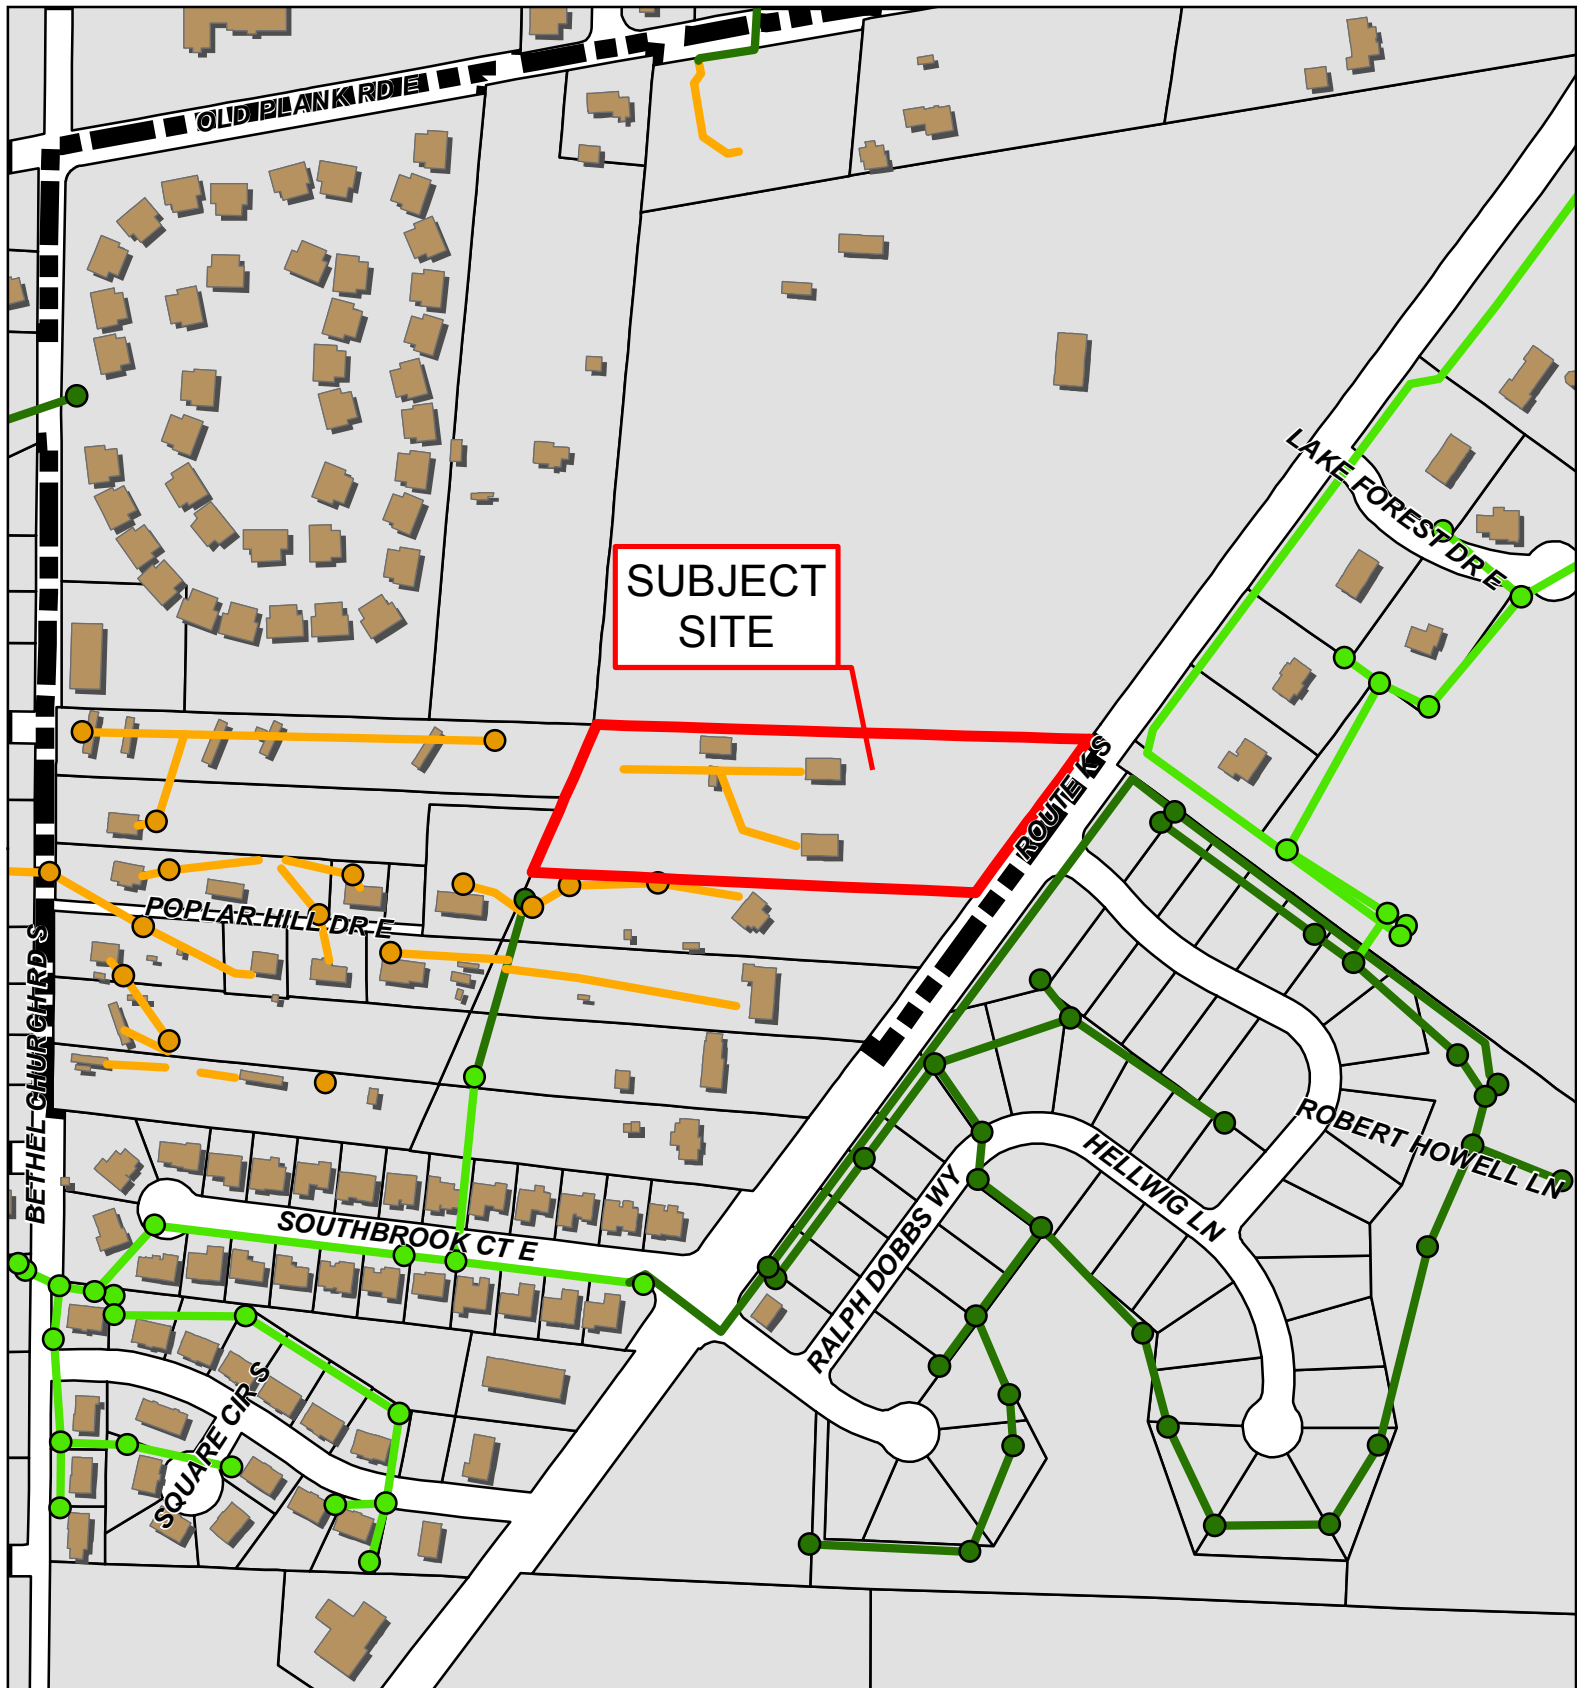 OLD PLANK RD E
LAKE FOREST DR E
SUBJECT
SITE
ROUTE K S
POPLAR HILL DR E
BETHEL CHURCH RD S
ROBERT HOWELL LN
HELLWIG LN
RALPH DOBBS WY
SOUTHBROOK CT E
SQUARE CIR S